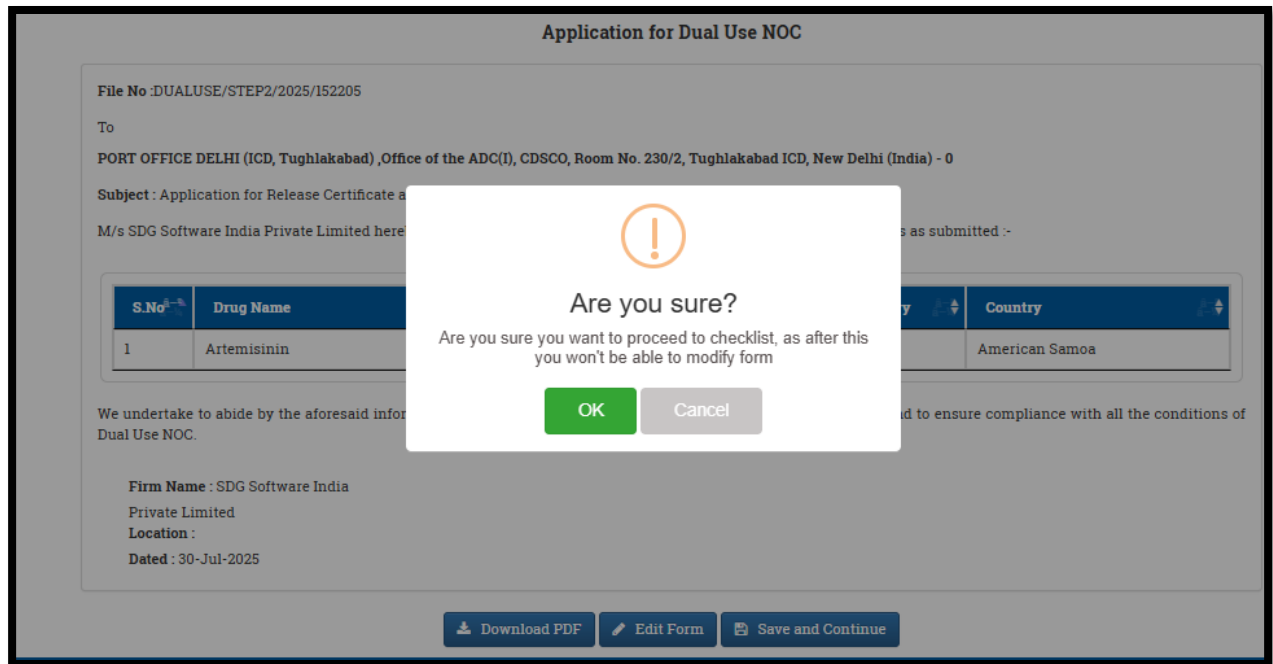 Application for Dual Use NOC
File No :DUALUSE/STEP2/2025/152205
To
PORT OFFICE DELHI (ICD, Tughlakabad) ,Office of the ADC(I), CDSCO, Room No. 230/2, Tughlakabad ICD, New Delhi (India) - 0
Subject : Application for Release Certificate a
M/s SDG Software India Private Limited here s as submitted :-
S.No Drug Name y Country
1 Artemisinin American Samoa
Are you sure?
Are you sure you want to proceed to checklist, as after this
you won't be able to modify form
OK Cancel
We undertake to abide by the aforesaid infor d to ensure compliance with all the conditions of
Dual Use NOC.
Firm Name : SDG Software India
Private Limited
Location :
Dated : 30-Jul-2025
Download PDF Edit Form Save and Continue